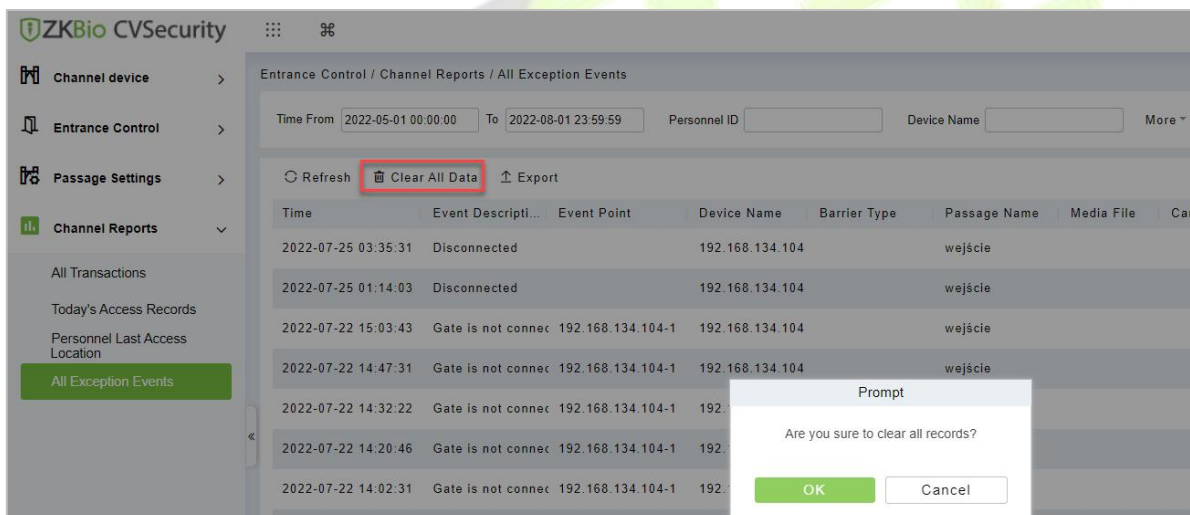 ZKBio CVSecurity
Channel device
Entrance Control
Passage Settings
Channel Reports
All Transactions
Today's Access Records
Personnel Last Access
Location
All Exception Events
Entrance Control / Channel Reports / All Exception Events
Time From 2022-05-01 00:00:00 To 2022-08-01 23:59:59 Personnel ID Device Name More
Refresh Clear All Data Export
Time Event Descripti... Event Point Device Name Barrier Type Passage Name Media File
2022-07-25 03:35:31 Disconnected 192.168.134.104 wejście
2022-07-25 01:14:03 Disconnected 192.168.134.104 wejście
2022-07-22 15:03:43 Gate is not connec 192.168.134.104-1 192.168.134.104 wejście
2022-07-22 14:47:31 Gate is not connec 192.168.134.104-1 192.168.134.104 wejście
2022-07-22 14:32:22 Gate is not connec 192.168.134.104-1 192.
2022-07-22 14:20:46 Gate is not connec 192.168.134.104-1 192.
2022-07-22 14:02:31 Gate is not connec 192.168.134.104-1 192.
Prompt
Are you sure to clear all records?
OK Cancel